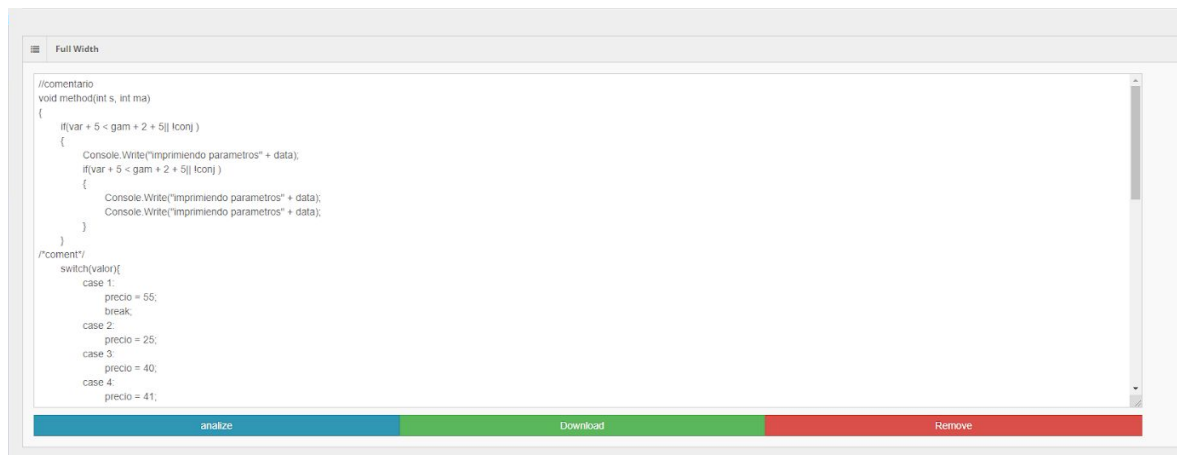 Full Width
//comentario
void method(int s, int ma)
{
if(var + 5 < gam + 2 + 5|| !conj )
{
Console.Write("imprimiendo parametros" + data);
if(var + 5 < gam + 2 + 5|| !conj )
{
Console.Write("imprimiendo parametros" + data);
Console.Write("imprimiendo parametros" + data);
}
}
/*coment*/
switch(valor){
case 1:
precio = 55;
break;
case 2:
precio = 25;
case 3:
precio = 40;
case 4:
precio = 41;
analize Download Remove